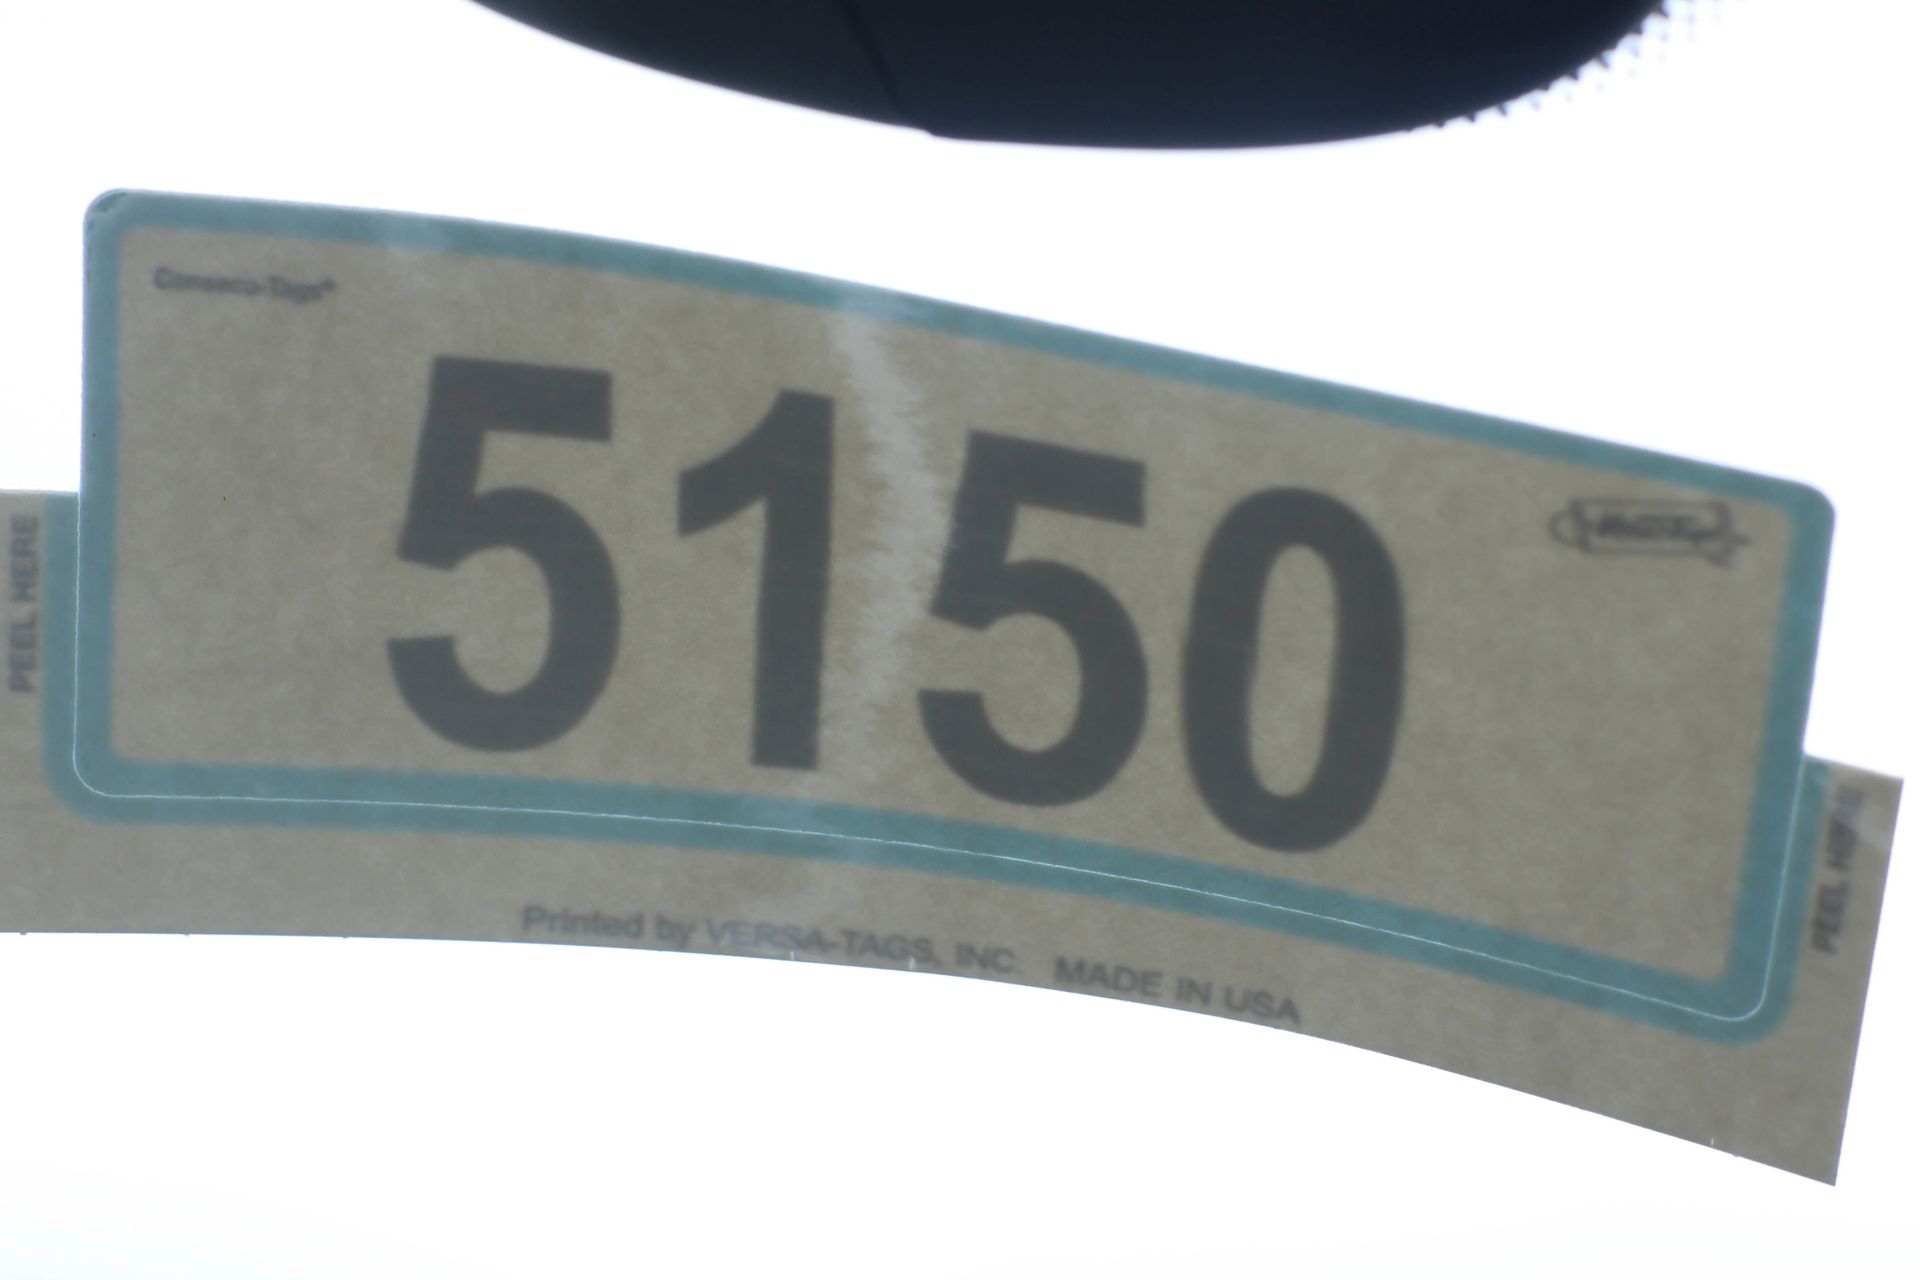 Consecu-Tags®
5150
PEEL HERE
PEEL HERE
Printed by VERSA-TAGS, INC. MADE IN USA